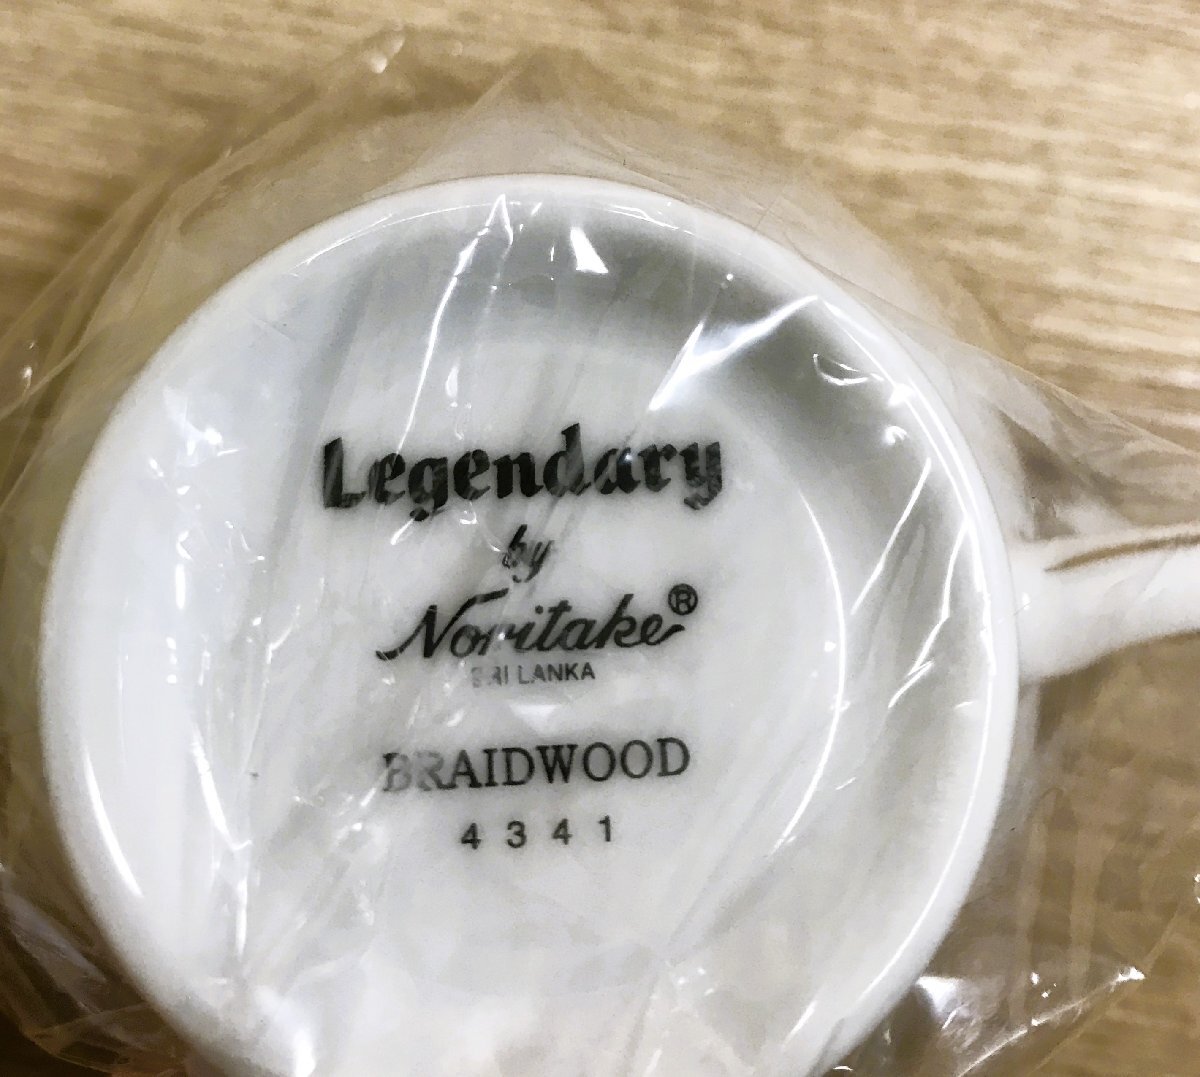 Legendary
by
Noritake®
SRI LANKA
BRAIDWOOD
4341